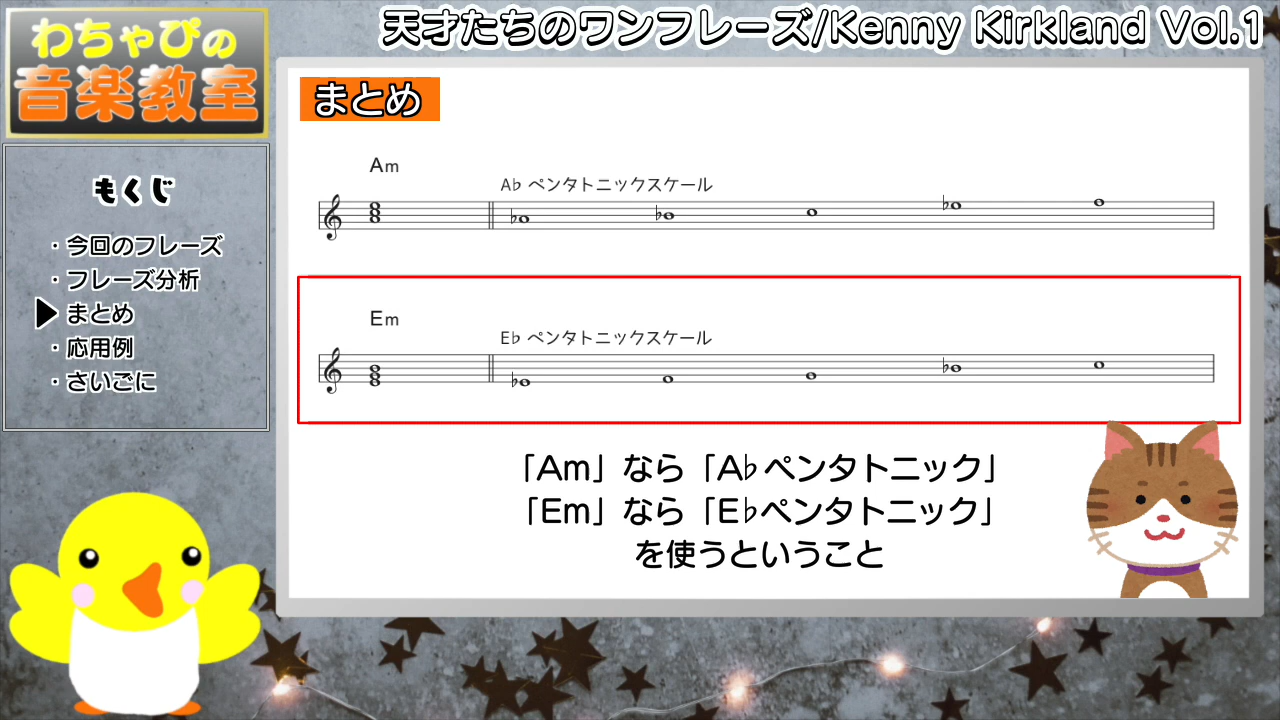 わちゃぴの
音楽教室
天才たちのワンフレーズ/Kenny Kirkland Vol.1
もくじ
・今回のフレーズ
・フレーズ分析
▶まとめ
・応用例
・さいごに
まとめ
Am
A♭ ペンタトニックスケール
Em
E♭ ペンタトニックスケール
「Am」なら「A♭ペンタトニック」
「Em」なら「E♭ペンタトニック」
を使うということ